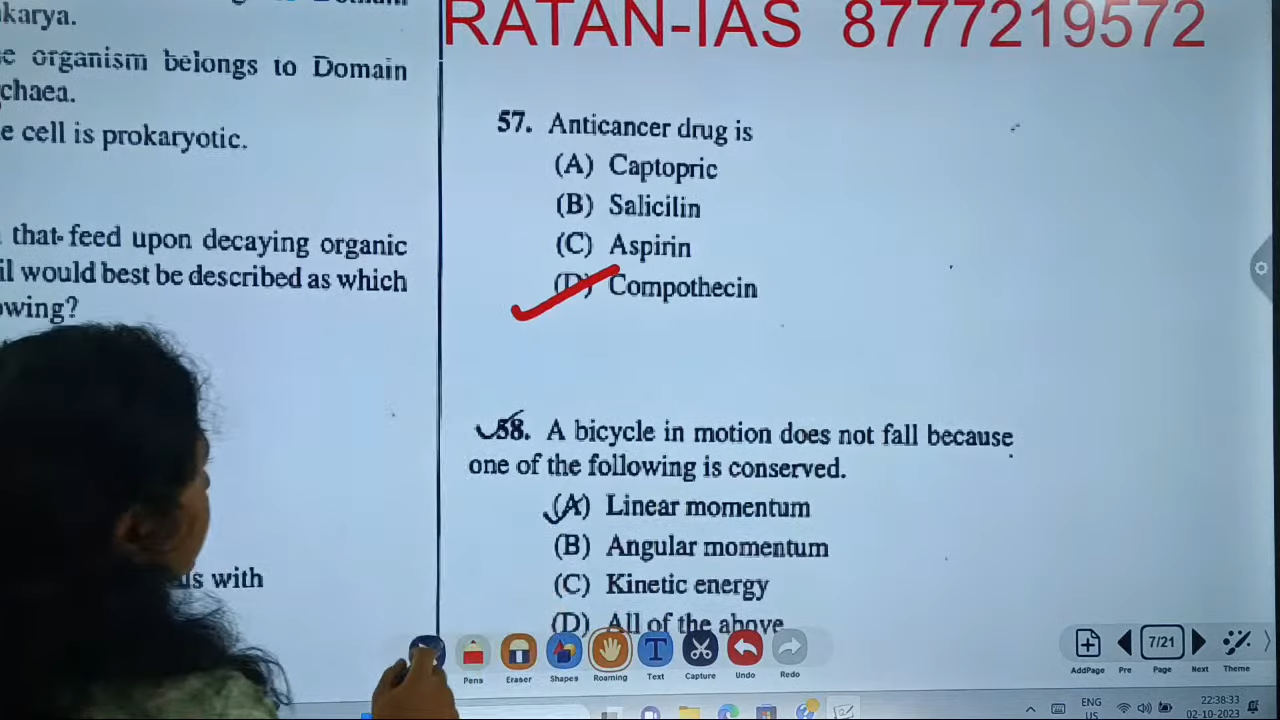 karya.
RATAN-IAS 8777219572
e organism belongs to Domain
chaea.
e cell is prokaryotic.
that feed upon decaying organic
il would best be described as which
owing?
s with
57. Anticancer drug is
(A) Captopric
(B) Salicilin
(C) Aspirin
(D) Compothecin
58. A bicycle in motion does not fall because
one of the following is conserved.
(A) Linear momentum
(B) Angular momentum
(C) Kinetic energy
(D) All of the above
Pens Eraser Shapes Roaming Text Capture Undo Redo
7/21
AddPage Pre Page Next Theme
ENG
US
22:38:33
02-10-2023